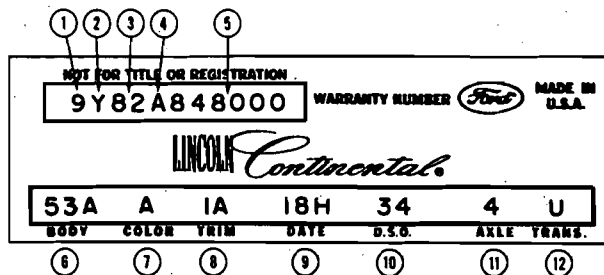 1 2 3 4 5
NOT FOR TITLE OR REGISTRATION
9Y82A848000 WARRANTY NUMBER Ford MADE IN U.S.A.
LINCOLN Continental.
53A A 1A 18H 34 4 U
BODY COLOR TRIM DATE D.S.O. AXLE TRANS.
6 7 8 9 10 11 12